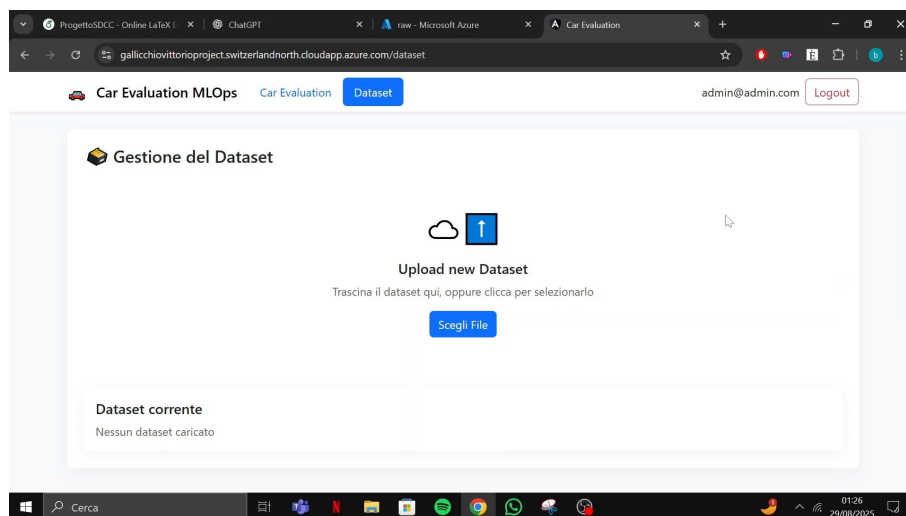 ProgettoSDCC - Online LaTeX E
ChatGPT
raw - Microsoft Azure
Car Evaluation
gallicchiovittorioproject.switzerlandnorth.cloudapp.azure.com/dataset
Car Evaluation MLOps
Car Evaluation
Dataset
admin@admin.com
Logout
Gestione del Dataset
Upload new Dataset
Trascina il dataset qui, oppure clicca per selezionarlo
Scegli File
Dataset corrente
Nessun dataset caricato
Cerca
01:26
29/08/2025